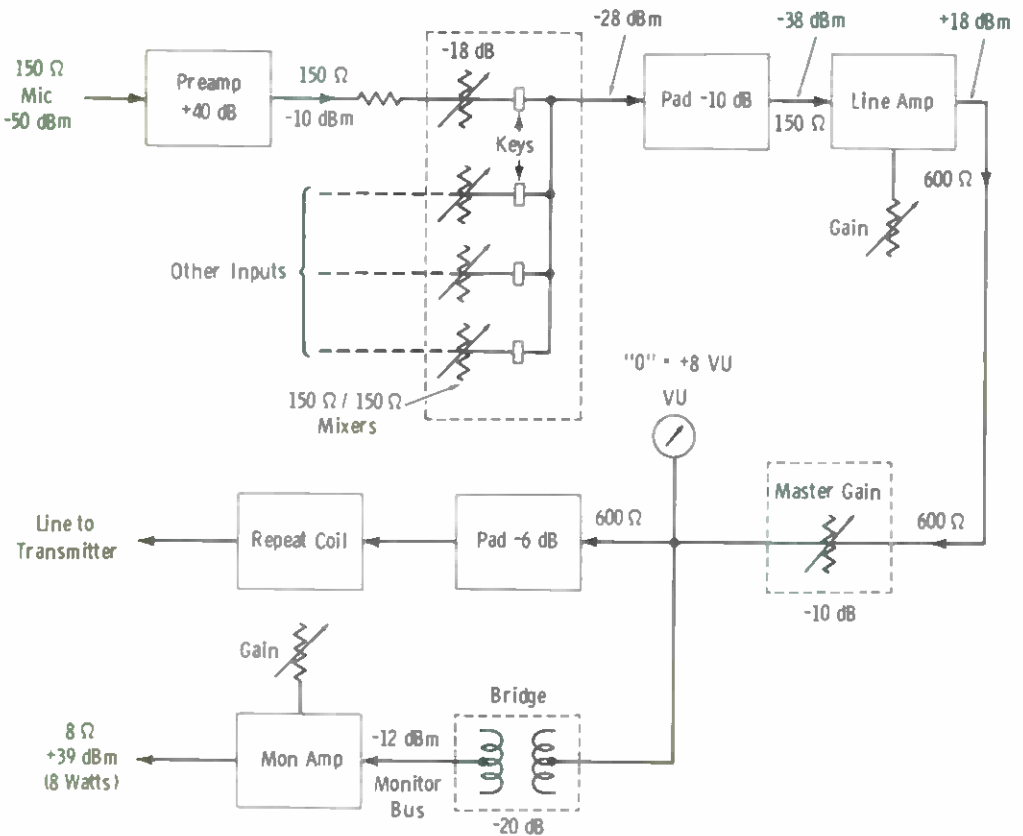 150 Ω
Mic
-50 dBm
Preamp
+40 dB
150 Ω
-10 dBm
-18 dB
Keys
-28 dBm
Pad -10 dB
-38 dBm
150 Ω
Line Amp
+18 dBm
600 Ω
Gain
Other Inputs
150 Ω / 150 Ω
Mixers
"0" = +8 VU
VU
Master Gain
600 Ω
-10 dB
600 Ω
Pad -6 dB
Repeat Coil
Line to
Transmitter
Gain
Bridge
8 Ω
+39 dBm
(8 Watts)
Mon Amp
-12 dBm
Monitor
Bus
-20 dB